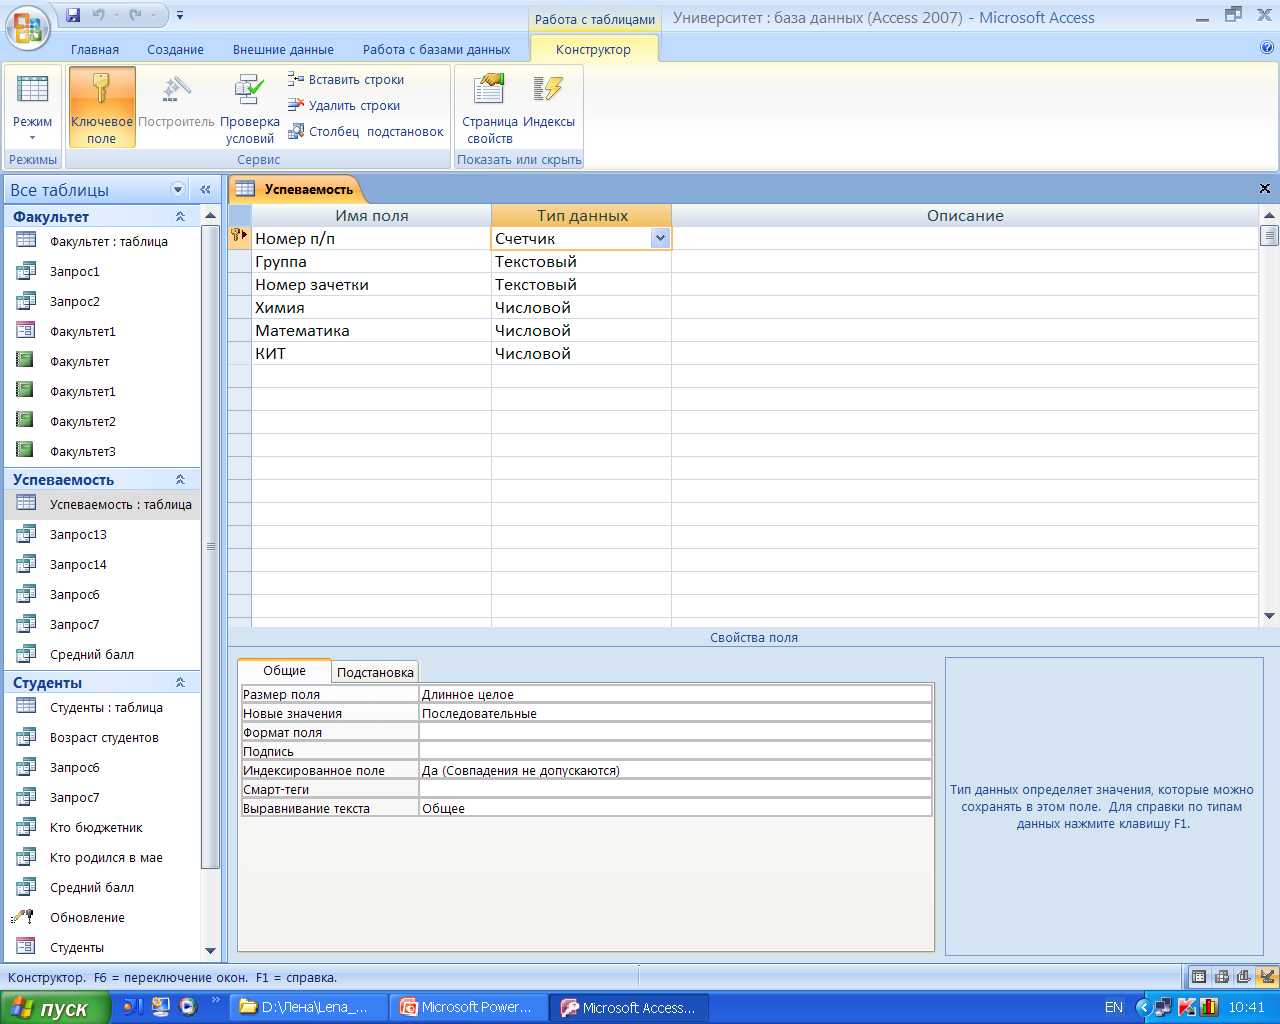 Работа с таблицами
Университет : база данных (Access 2007) - Microsoft Access
Главная
Создание
Внешние данные
Работа с базами данных
Конструктор
Режим
Ключевое поле
Построитель
Проверка условий
Вставить строки
Удалить строки
Столбец подстановок
Страница свойств
Индексы
Режимы
Сервис
Показать или скрыть
Все таблицы
Факультет
Факультет : таблица
Запрос1
Запрос2
Факультет1
Факультет
Факультет1
Факультет2
Факультет3
Успеваемость
Успеваемость : таблица
Запрос13
Запрос14
Запрос6
Запрос7
Средний балл
Студенты
Студенты : таблица
Возраст студентов
Запрос6
Запрос7
Кто бюджетник
Кто родился в мае
Средний балл
Обновление
Студенты
Успеваемость
Имя поля Тип данных Описание
Номер п/п Счетчик
Группа Текстовый
Номер зачетки Текстовый
Химия Числовой
Математика Числовой
КИТ Числовой
Свойства поля
Общие Подстановка
Размер поля Длинное целое
Новые значения Последовательные
Формат поля
Подпись
Индексированное поле Да (Совпадения не допускаются)
Смарт-теги
Выравнивание текста Общее
Тип данных определяет значения, которые можно
сохранять в этом поле. Для справки по типам
данных нажмите клавишу F1.
Конструктор. F6 = переключение окон. F1 = справка.
пуск
D:\Лена\Lena_...
Microsoft Power...
Microsoft Access...
EN
10:41